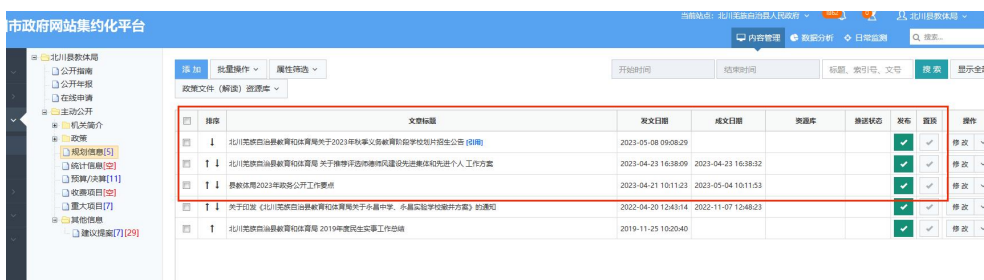 当前站点：北川羌族自治县人民政府
北川县教体局
市政府网站集约化平台
内容管理 数据分析 日常监测 搜索...
北川县教体局
公开指南
公开年报
在线申请
主动公开
机关简介
政策
规划信息[5]
统计信息[空]
预算/决算[11]
收费项目[空]
重大项目[7]
其他信息
建议提案[7][29]
添加 批量操作 属性筛选 开始时间 结束时间 标题，索引号，文号 搜索 显示全
政策文件（解读）资源库
排序 文章标题 发文日期 成文日期 资源库 推送状态 发布 置顶 操作
北川羌族自治县教育和体育局关于2023年秋季义务教育阶段学校划片招生公告 [引用] 2023-05-08 09:08:29 修改
北川羌族自治县教育和体育局 关于推荐评选师德师风建设先进集体和先进个人 工作方案 2023-04-23 16:38:09 2023-04-23 16:38:32 修改
县教体局2023年政务公开工作要点 2023-04-21 10:11:23 2023-05-04 10:11:53 修改
关于印发《北川羌族自治县教育和体育局关于永昌中学、永昌实验学校撤并方案》的通知 2022-04-20 12:43:14 2022-11-07 12:48:23 修改
北川羌族自治县教育和体育局 2019年度民生实事工作总结 2019-11-25 10:20:40 修改